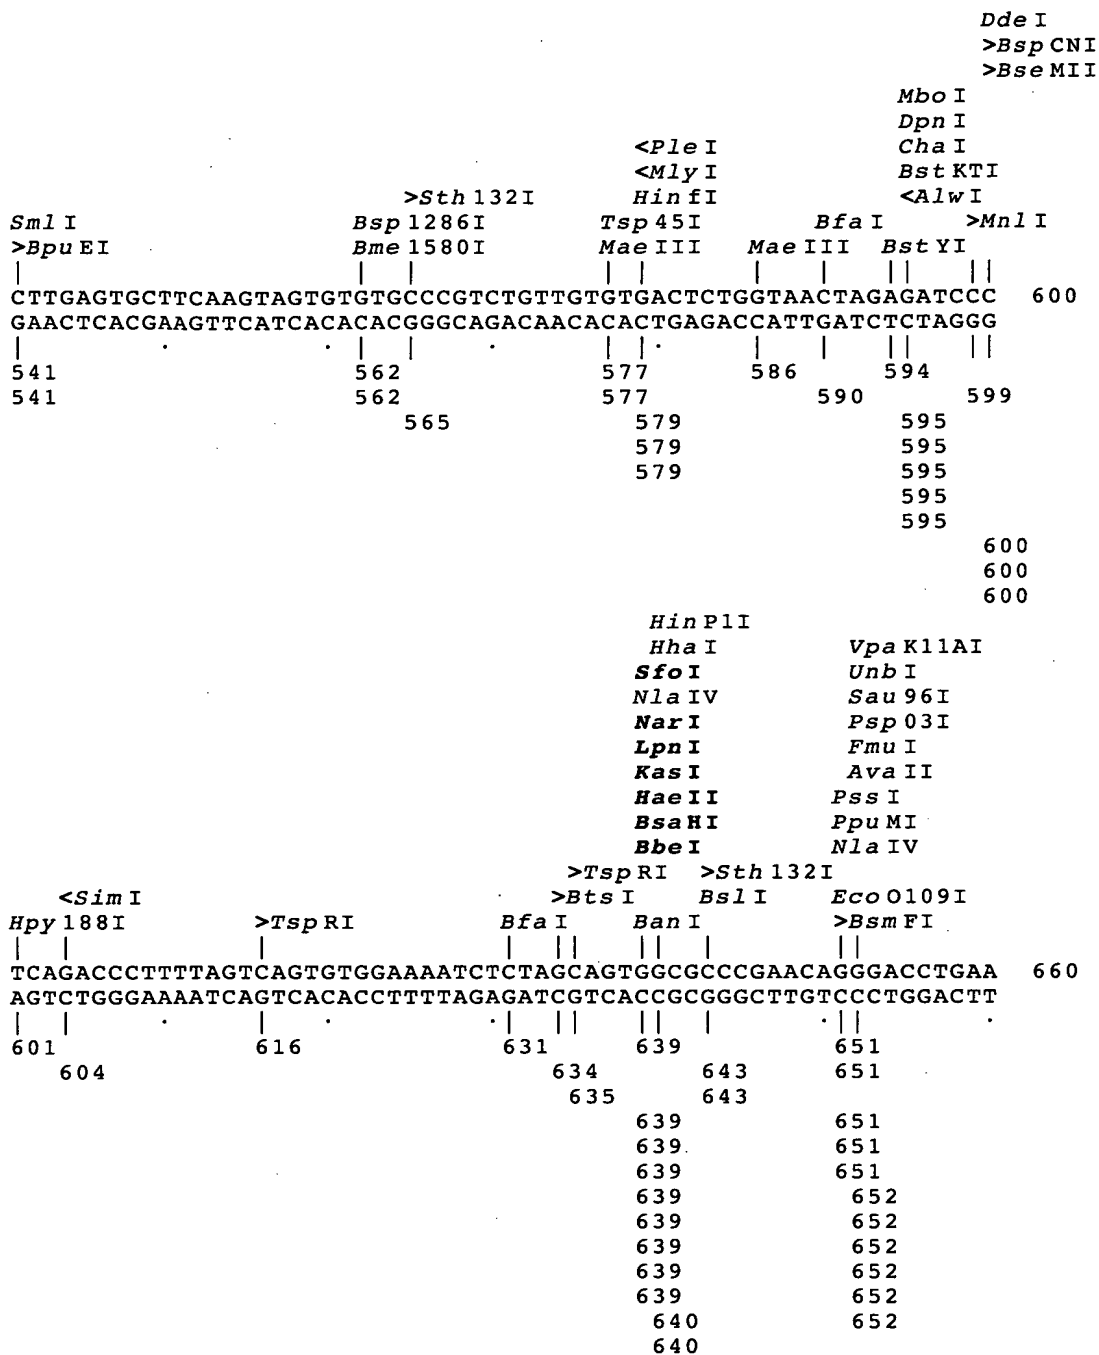 Dde I
>Bsp CNI
>Bse MII
Mbo I
Dpn I
<Ple I Cha I
<Mly I Bst KTI
>Sth 132I Hin fI <Alw I
Sml I Bsp 1286I Tsp 45I Bfa I >Mnl I
>Bpu EI Bme 1580I Mae III Mae III Bst YI
CTTGAGTGCTTCAAGTAGTGTGTGCCCGTCTGTTGTGTGACTCTGGTAACTAGAGATCCC 600
GAACTCACGAAGTTCATCACACACGGGCAGACAACACACTGAGACCATTGATCTCTAGGG
541 562 577 586 594
541 562 577 590 599
565 579 595
579 595
579 595
595
595
600
600
600
Hin P1I
Hha I Vpa K11AI
Sfo I Unb I
Nla IV Sau 96I
Nar I Psp 03I
Lpn I Fmu I
Kas I Ava II
Hae II Pss I
Bsa HI Ppu MI
Bbe I Nla IV
>Tsp RI >Sth 132I
<Sim I >Bts I Bsl I Eco O109I
Hpy 188I >Tsp RI Bfa I Ban I >Bsm FI
TCAGACCCTTTTAGTCAGTGTGGAAAATCTCTAGCAGTGGCGCCCGAACAGGGACCTGAA 660
AGTCTGGGAAAATCAGTCACACCTTTTAGAGATCGTCACCGCGGGCTTGTCCCTGGACTT
601 616 631 639 651
604 634 643 651
635 643
639 651
639 651
639 651
639 652
639 652
639 652
639 652
639 652
640 652
640